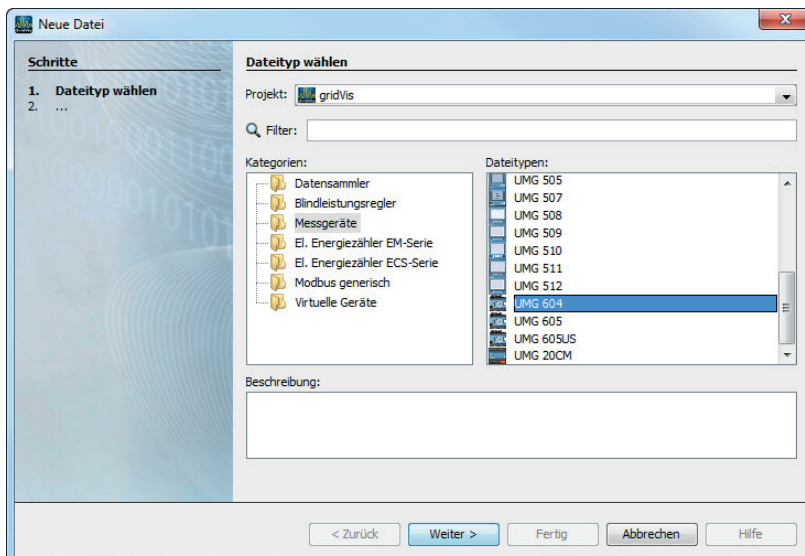 Neue Datei
Schritte
1. Dateityp wählen
2. ...
Dateityp wählen
Projekt: gridVis
Filter:
Kategorien:
Datensammler
Blindleistungsregler
Messgeräte
El. Energiezähler EM-Serie
El. Energiezähler ECS-Serie
Modbus generisch
Virtuelle Geräte
Dateitypen:
UMG 505
UMG 507
UMG 508
UMG 509
UMG 510
UMG 511
UMG 512
UMG 604
UMG 605
UMG 605US
UMG 20CM
Beschreibung:
< Zurück Weiter > Fertig Abbrechen Hilfe